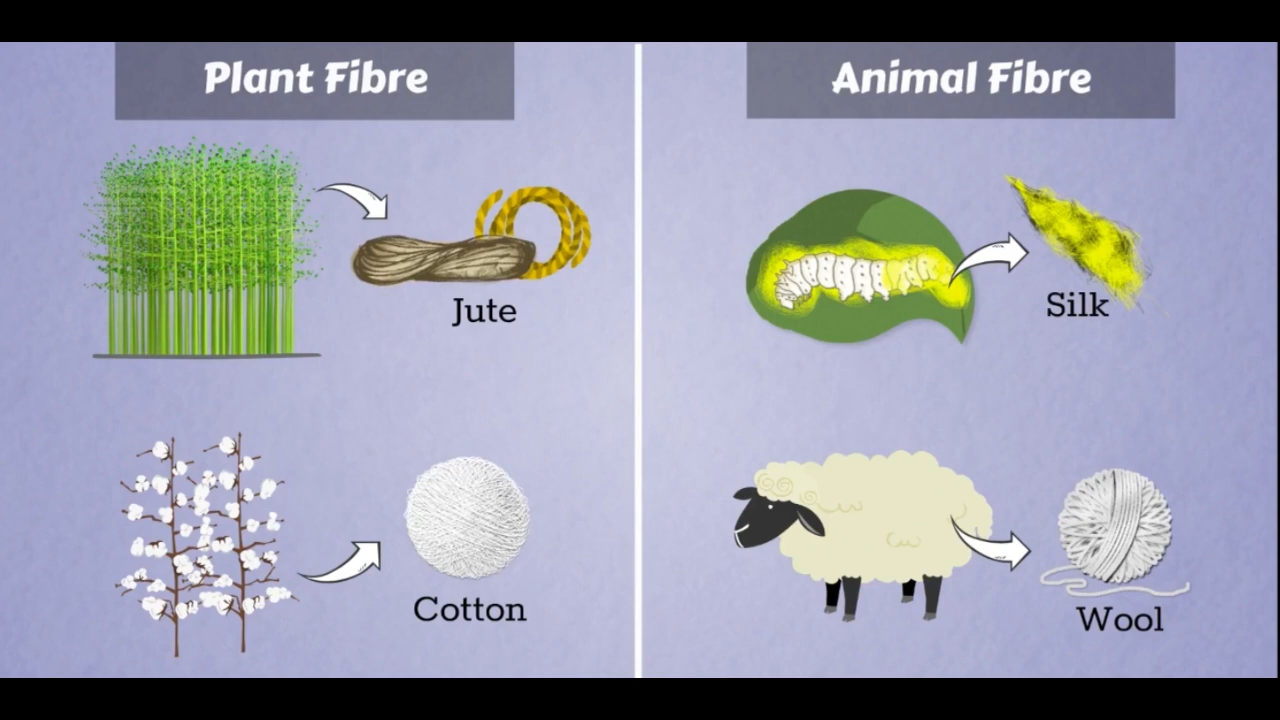 Plant Fibre
Jute
Cotton
Animal Fibre
Silk
Wool